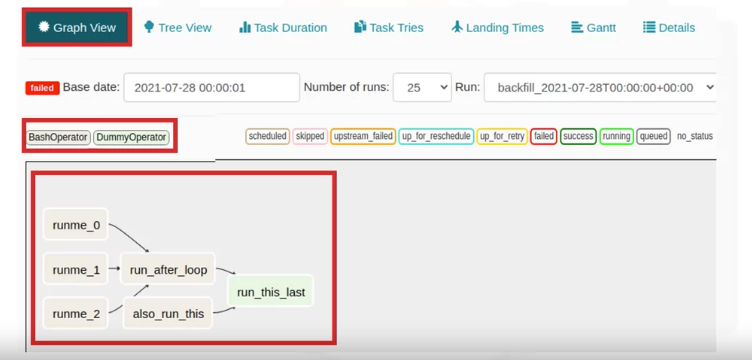 Graph View Tree View Task Duration Task Tries Landing Times Gantt Details
failed Base date: 2021-07-28 00:00:01 Number of runs: 25 Run: backfill_2021-07-28T00:00:00+00:00
BashOperator DummyOperator scheduled skipped upstream_failed up_for_reschedule up_for_retry failed success running queued no_status
runme_0
runme_1 run_after_loop
run_this_last
runme_2 also_run_this